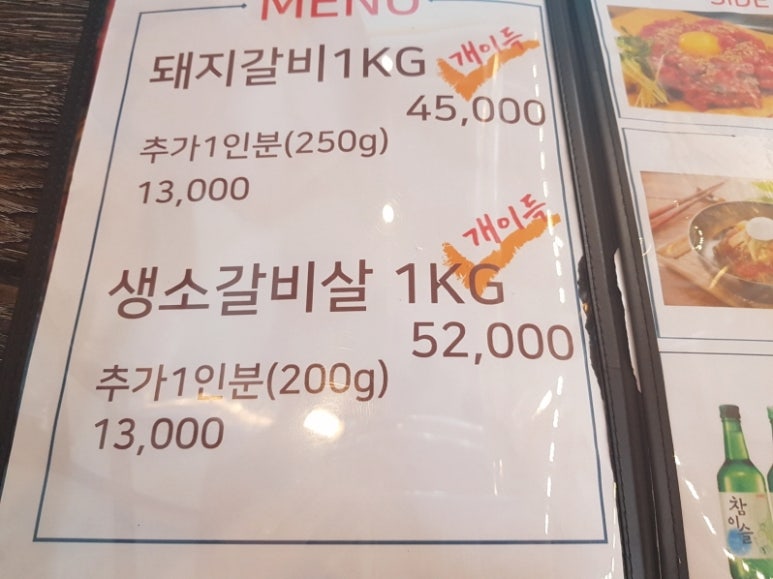 MENU
돼지갈비1KG
개이득
45,000
추가1인분(250g)
13,000
개이득
생소갈비살 1KG
52,000
추가1인분(200g)
13,000
SIDE
참이슬